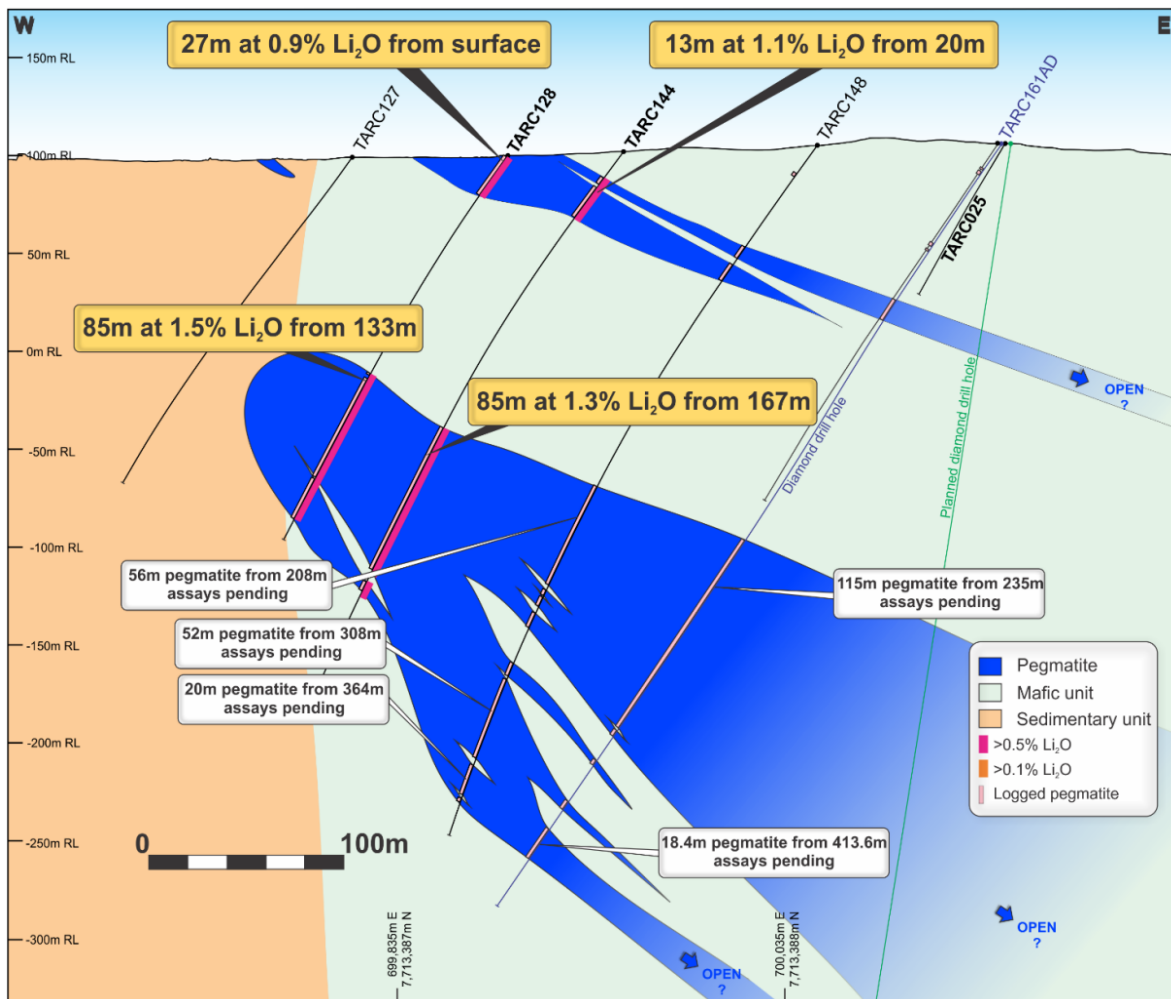 W
E
27m at 0.9% Li₂O from surface
13m at 1.1% Li₂O from 20m
150m RL
TARC127
TARC128
TARC144
TARC148
TARC161AD
100m RL
TARC025
50m RL
85m at 1.5% Li₂O from 133m
0m RL
OPEN
?
85m at 1.3% Li₂O from 167m
Diamond drill hole
Planned diamond drill hole
-50m RL
-100m RL
56m pegmatite from 208m
assays pending
115m pegmatite from 235m
assays pending
-150m RL
52m pegmatite from 308m
assays pending
20m pegmatite from 364m
assays pending
Pegmatite
Mafic unit
Sedimentary unit
>0.5% Li₂O
>0.1% Li₂O
Logged pegmatite
-200m RL
0
100m
-250m RL
18.4m pegmatite from 413.6m
assays pending
-300m RL
699,835m E
7,713,387m N
700,035m E
7,713,388m N
OPEN
?
OPEN
?